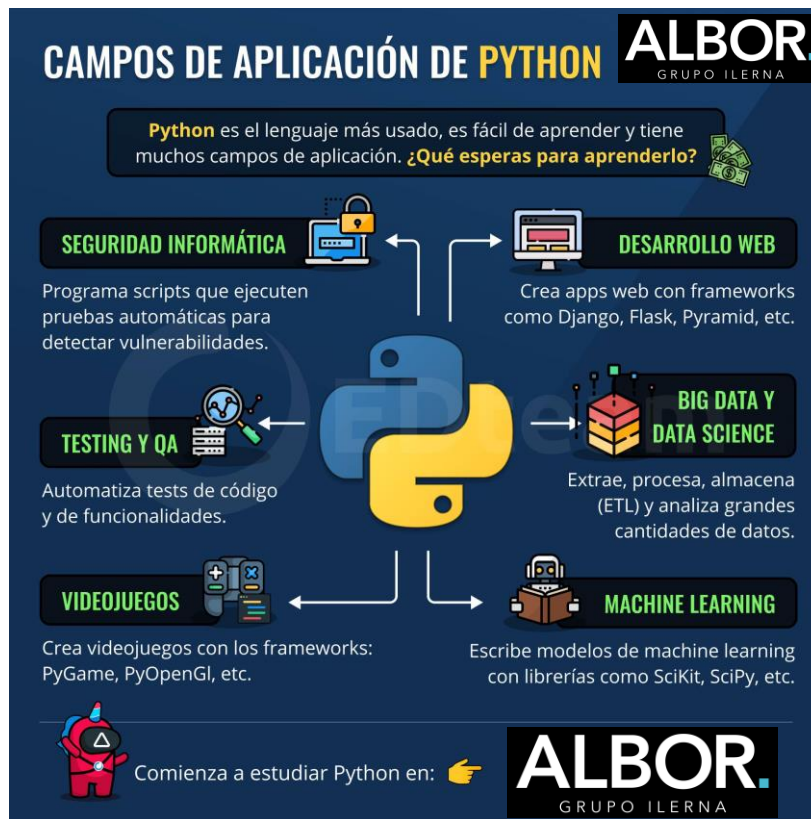 CAMPOS DE APLICACIÓN DE PYTHON
ALBOR.
GRUPO ILERNA
Python es el lenguaje más usado, es fácil de aprender y tiene
muchos campos de aplicación. ¿Qué esperas para aprenderlo?
SEGURIDAD INFORMÁTICA
Programa scripts que ejecuten
pruebas automáticas para
detectar vulnerabilidades.
DESARROLLO WEB
Crea apps web con frameworks
como Django, Flask, Pyramid, etc.
EDteam
TESTING Y QA
Automatiza tests de código
y de funcionalidades.
BIG DATA Y
DATA SCIENCE
Extrae, procesa, almacena
(ETL) y analiza grandes
cantidades de datos.
VIDEOJUEGOS
Crea videojuegos con los frameworks:
PyGame, PyOpenGl, etc.
MACHINE LEARNING
Escribe modelos de machine learning
con librerías como SciKit, SciPy, etc.
Comienza a estudiar Python en:
ALBOR.
GRUPO ILERNA